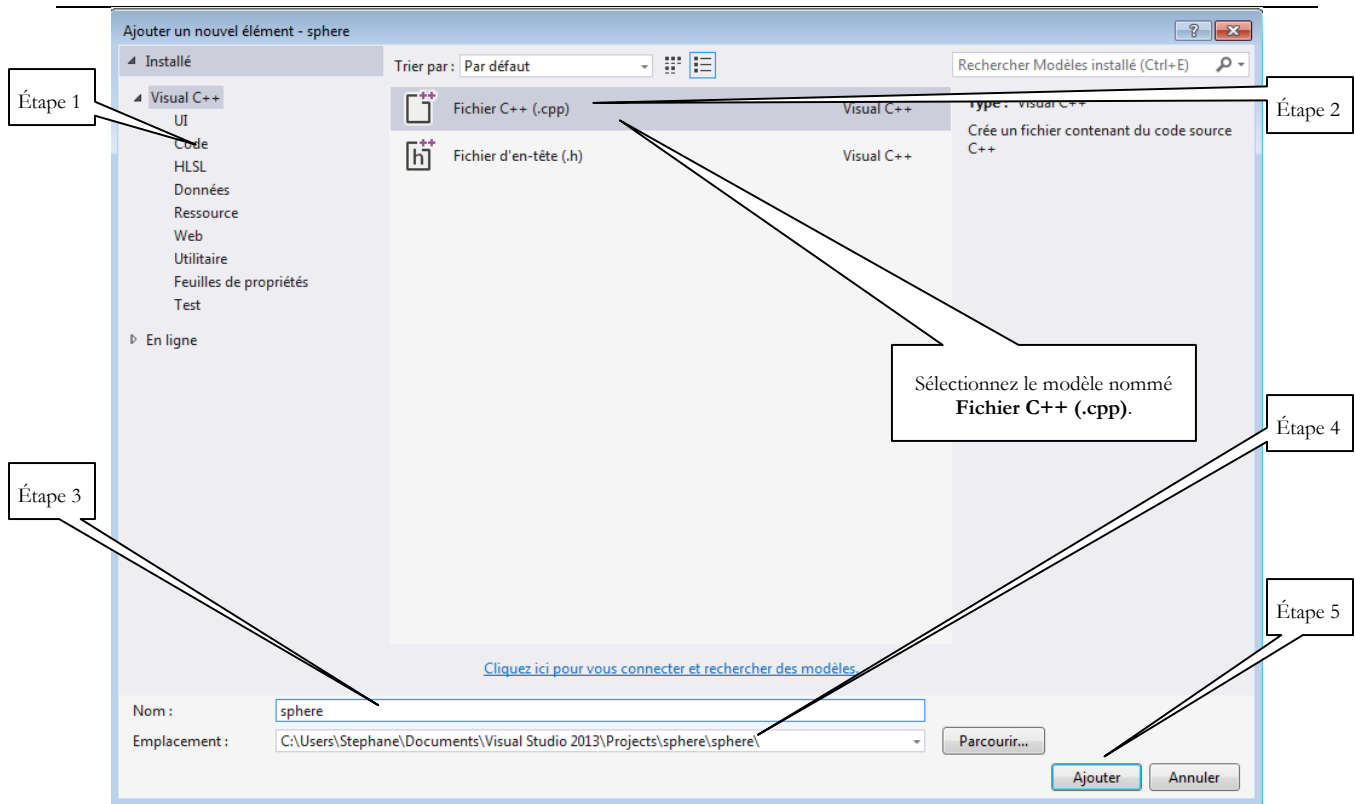 Ajouter un nouvel élément - sphere
Installé
Trier par : Par défaut
Rechercher Modèles installé (Ctrl+E)
Étape 1
Visual C++
UI
Code
HLSL
Données
Ressource
Web
Utilitaire
Feuilles de propriétés
Test
En ligne
Fichier C++ (.cpp) Visual C++
Fichier d'en-tête (.h) Visual C++
Type : Visual C++
Crée un fichier contenant du code source
C++
Étape 2
Sélectionnez le modèle nommé
Fichier C++ (.cpp).
Étape 4
Étape 3
Étape 5
Cliquez ici pour vous connecter et rechercher des modèles.
Nom : sphere
Emplacement : C:\Users\Stephane\Documents\Visual Studio 2013\Projects\sphere\sphere\
Parcourir...
Ajouter Annuler